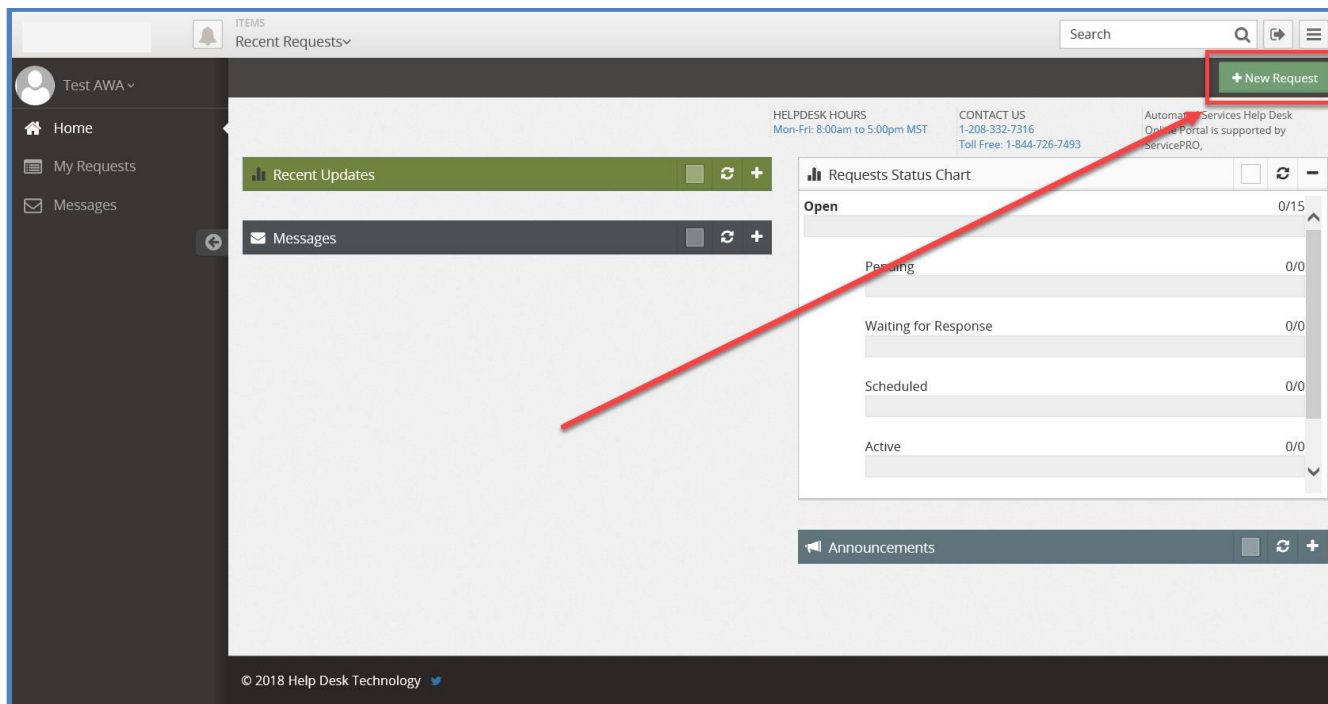 ITEMS
Recent Requests
Search
Test AWA
+ New Request
Home
My Requests
Messages
HELPDESK HOURS
Mon-Fri: 8:00am to 5:00pm MST
CONTACT US
1-208-332-7316
Toll Free: 1-844-726-7493
Automated Services Help Desk
Online Portal is supported by
ServicePRO,
Recent Updates
Messages
Requests Status Chart
Open 0/15
Pending 0/0
Waiting for Response 0/0
Scheduled 0/0
Active 0/0
Announcements
© 2018 Help Desk Technology